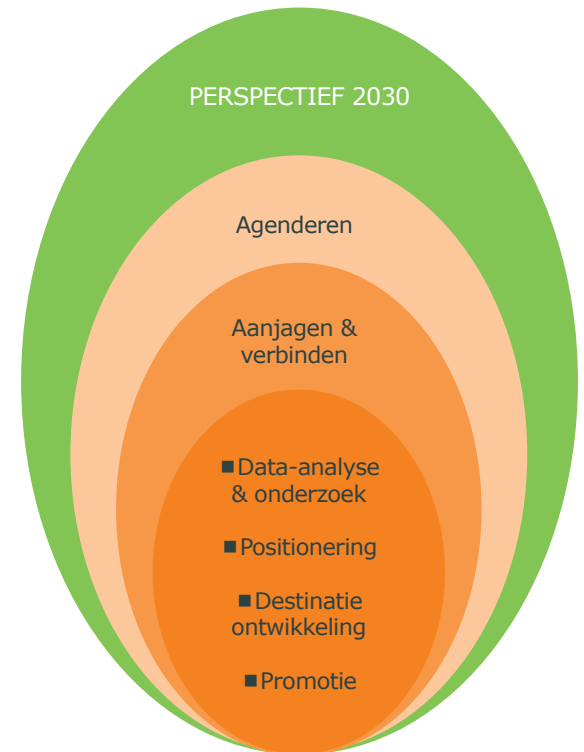 PERSPECTIEF 2030
Agenderen
Aanjagen &
verbinden
■ Data-analyse
& onderzoek
■ Positionering
■ Destinatie
ontwikkeling
■ Promotie